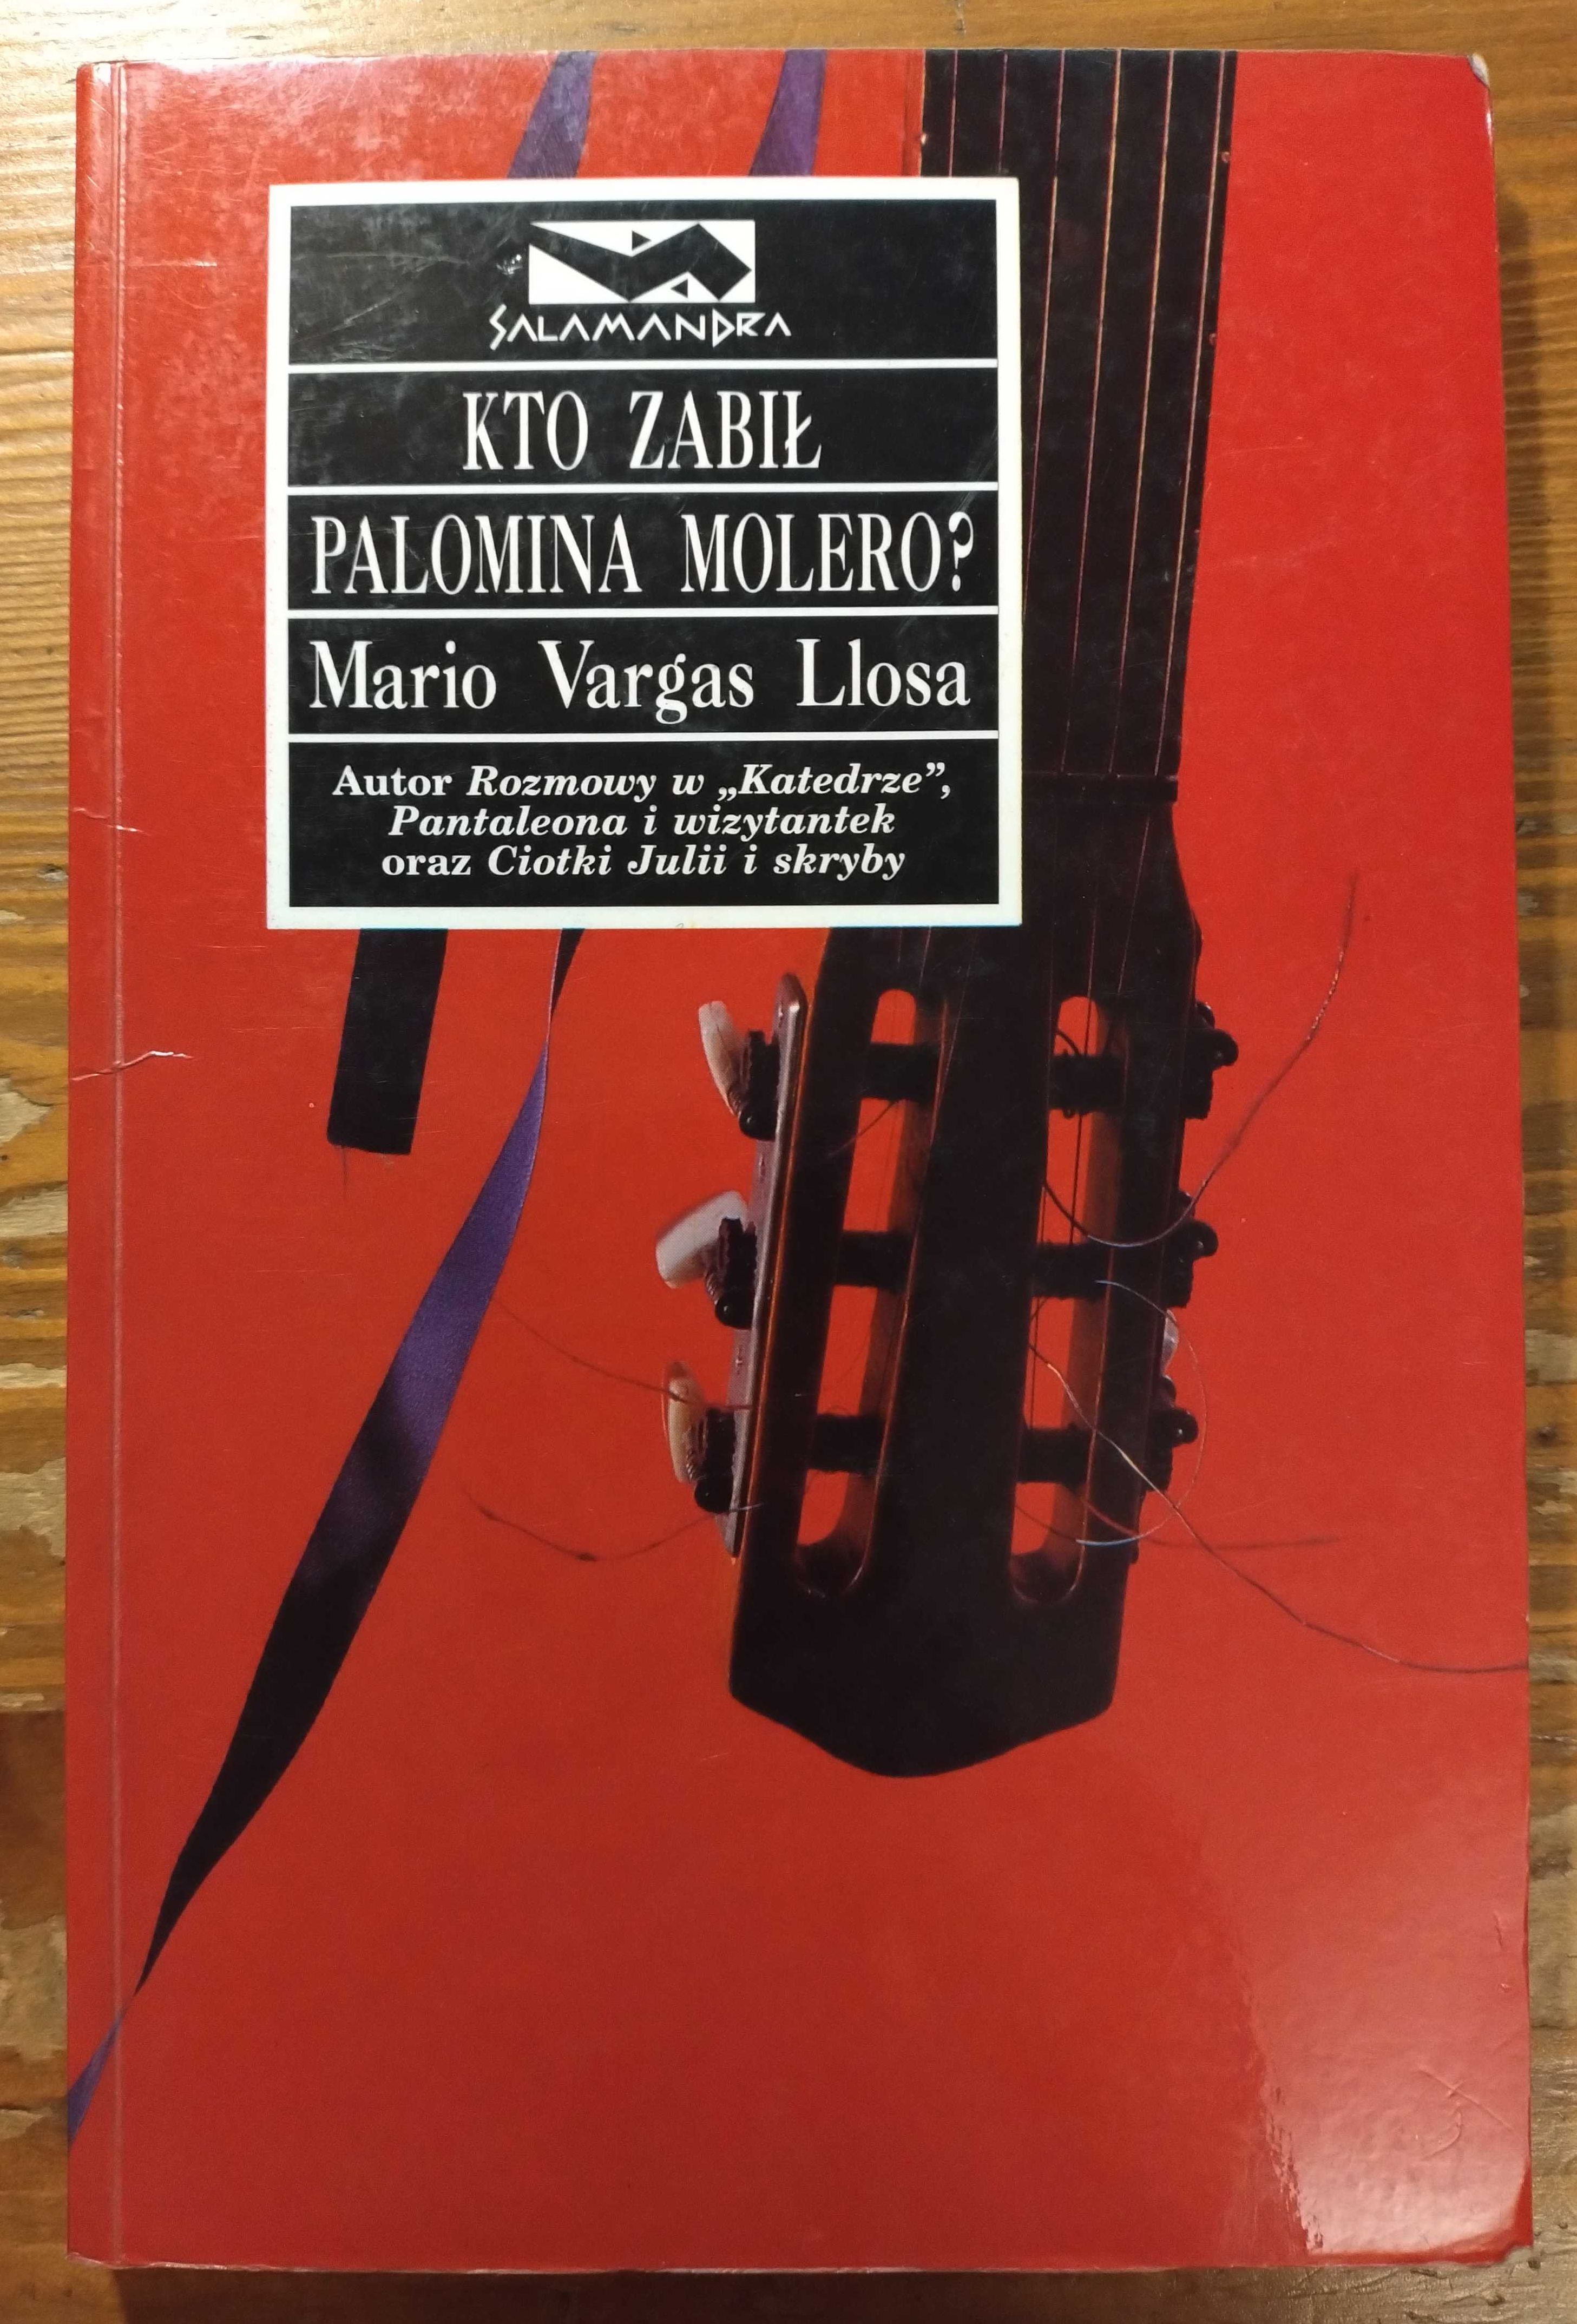 SALAMANDRA
KTO ZABIŁ
PALOMINA MOLERO?
Mario Vargas Llosa
Autor Rozmowy w „Katedrze”,
Pantaleona i wizytantek
oraz Ciotki Julii i skryby